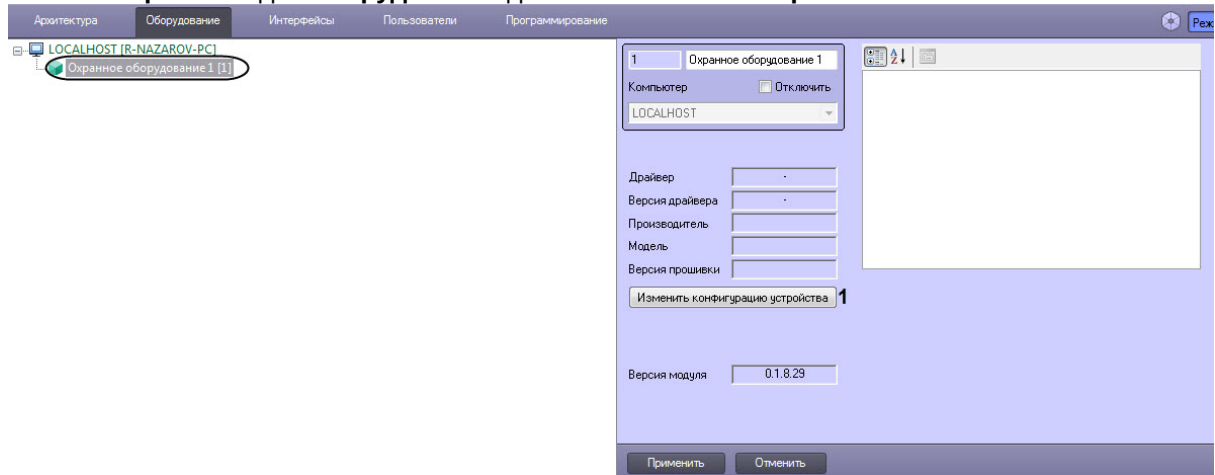 Архитектура Оборудование Интерфейсы Пользователи Программирование
LOCALHOST [R-NAZAROV-PC]
Охранное оборудование 1 [1]
1 Охранное оборудование 1
Компьютер Отключить
LOCALHOST
Драйвер -
Версия драйвера -
Производитель
Модель
Версия прошивки
Изменить конфигурацию устройства 1
Версия модуля 0.1.8.29
Применить Отменить